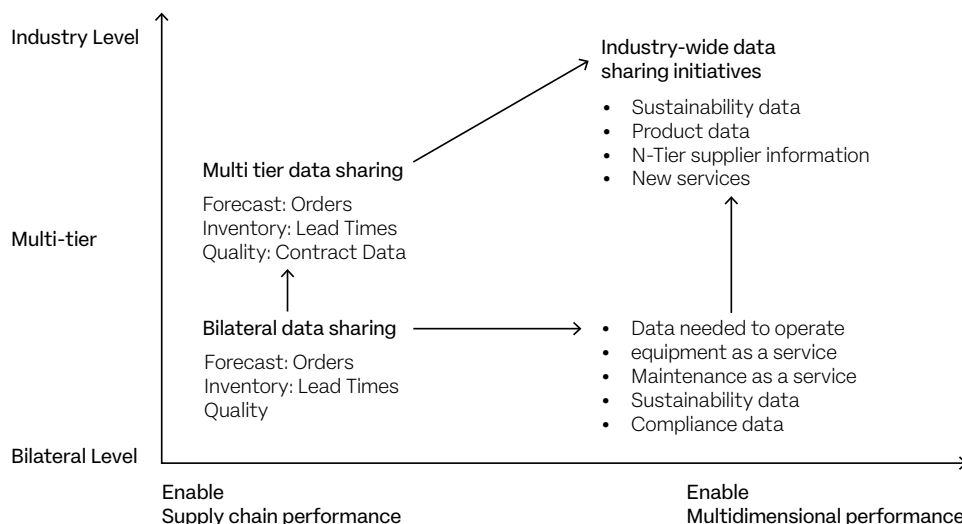 Industry Level
Industry-wide data
sharing initiatives
• Sustainability data
• Product data
• N-Tier supplier information
• New services
Multi tier data sharing
Forecast: Orders
Inventory: Lead Times
Quality: Contract Data
Multi-tier
Bilateral data sharing
Forecast: Orders
Inventory: Lead Times
Quality
• Data needed to operate
• equipment as a service
• Maintenance as a service
• Sustainability data
• Compliance data
Bilateral Level
Enable
Supply chain performance
Enable
Multidimensional performance